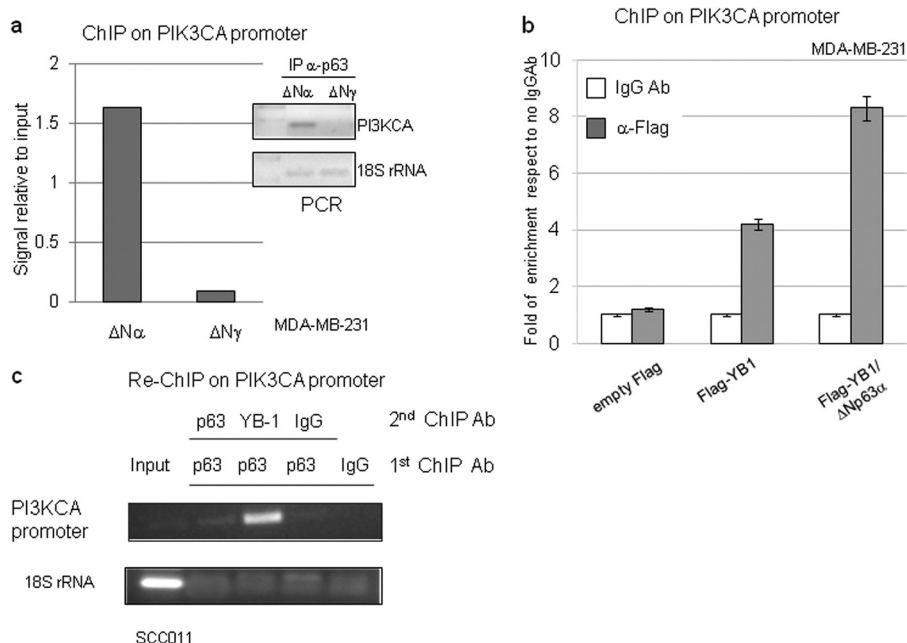 a
ChIP on PIK3CA promoter
2
1.5
1
0.5
0
Signal relative to input
ΔNα
ΔNγ
MDA-MB-231
IP α-p63
ΔNα ΔNγ
PI3KCA
18S rRNA
PCR
b
ChIP on PIK3CA promoter
MDA-MB-231
IgG Ab
α-Flag
10
8
6
4
2
0
Fold of enrichment respect to no IgGAb
empty Flag
Flag-YB1
Flag-YB1/
ΔNp63α
c
Re-ChIP on PIK3CA promoter
p63 YB-1 IgG 2nd ChIP Ab
Input p63 p63 p63 IgG 1st ChIP Ab
PI3KCA
promoter
18S rRNA
SCC011